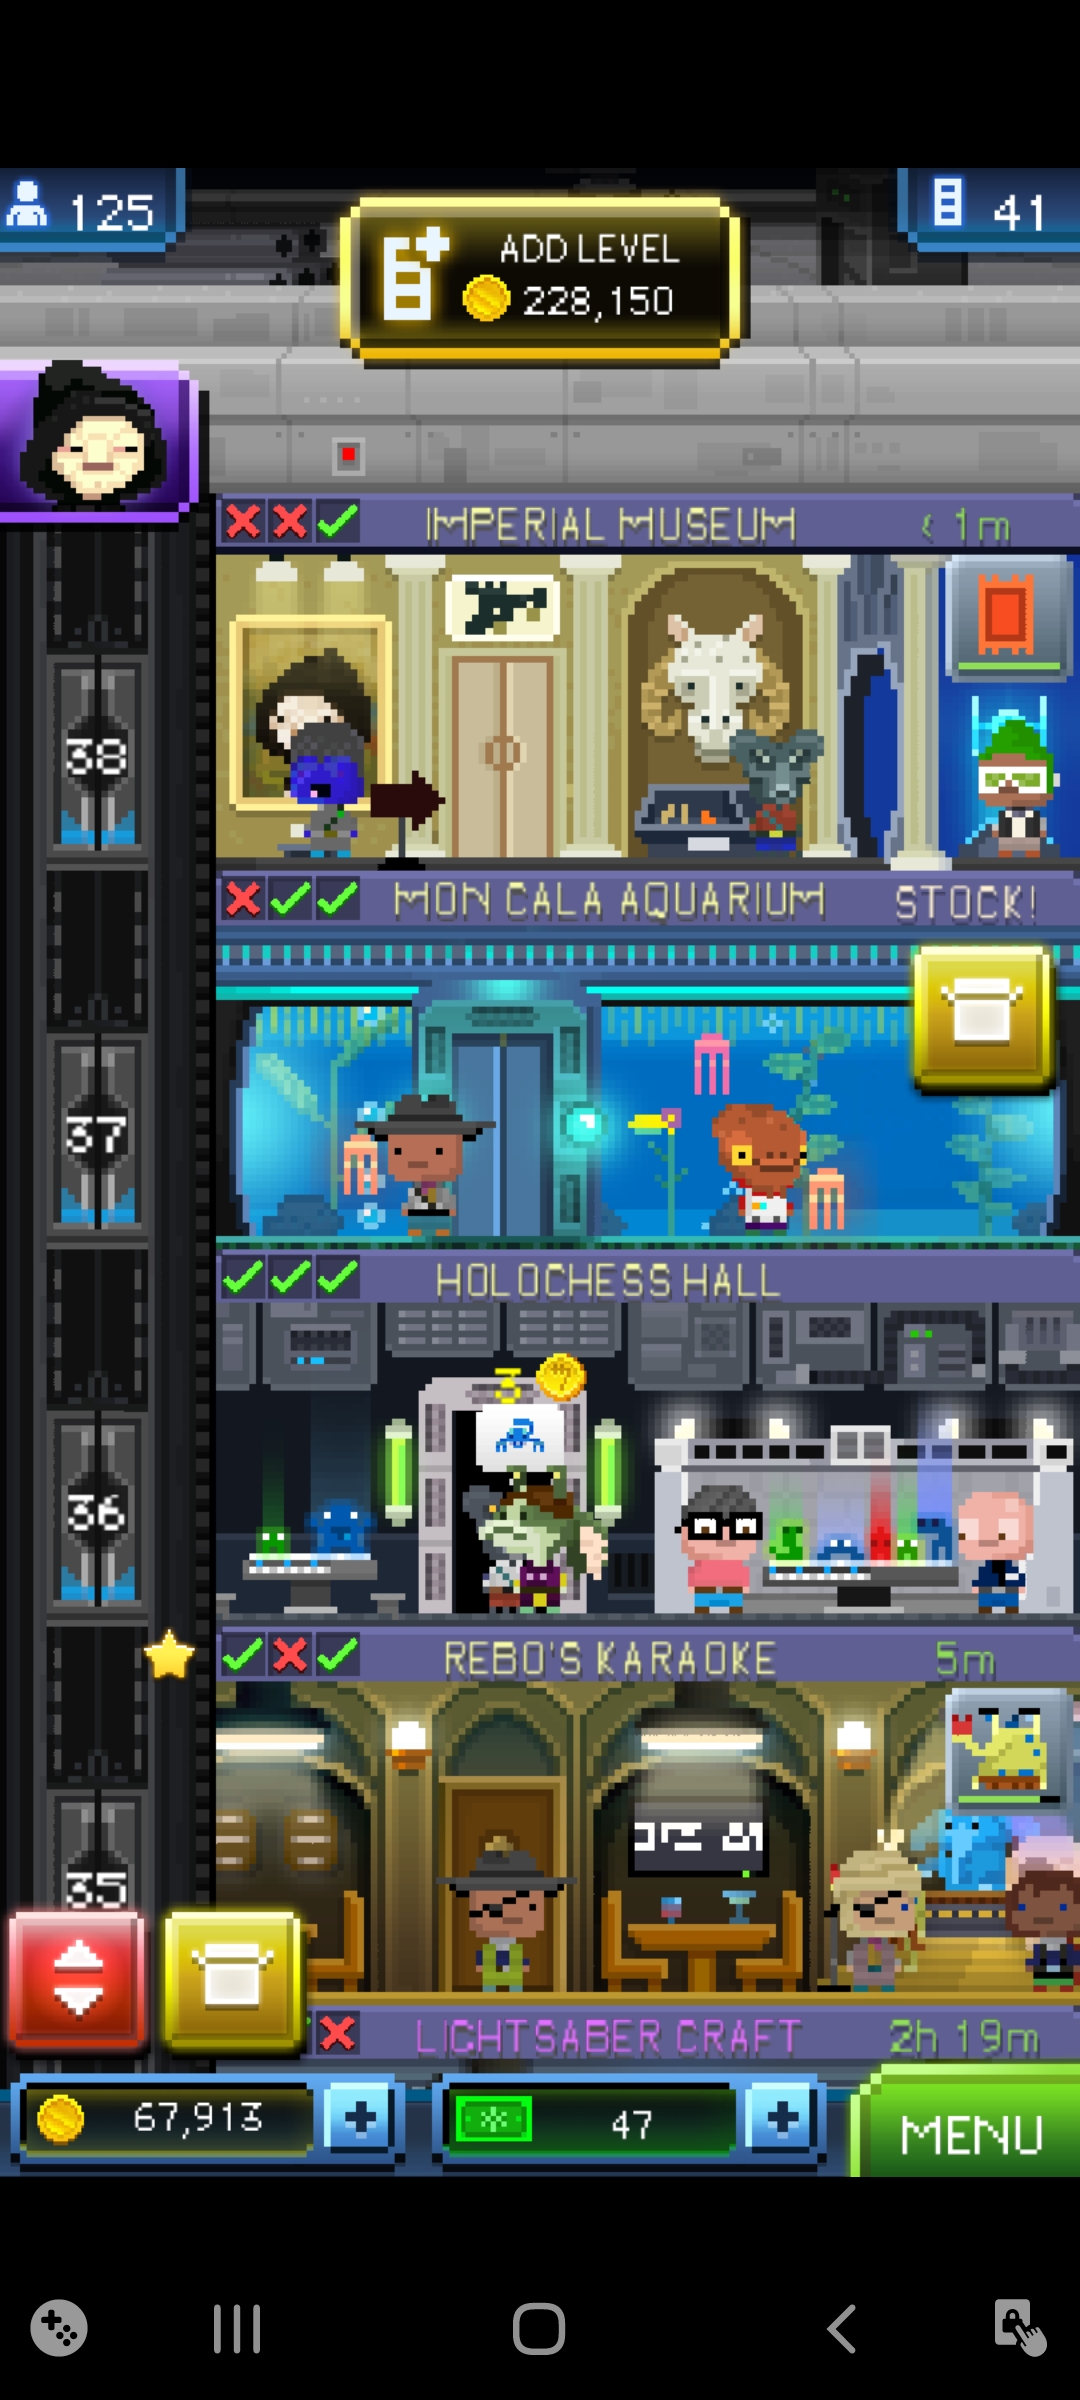 125
ADD LEVEL
228,150
41
IMPERIAL MUSEUM < 1m
38
MON CALA AQUARIUM STOCK!
37
HOLOCHESS HALL
3
36
REBO'S KARAOKE 5m
35
LIGHTSABER CRAFT 2h 19m
67,913
47
MENU